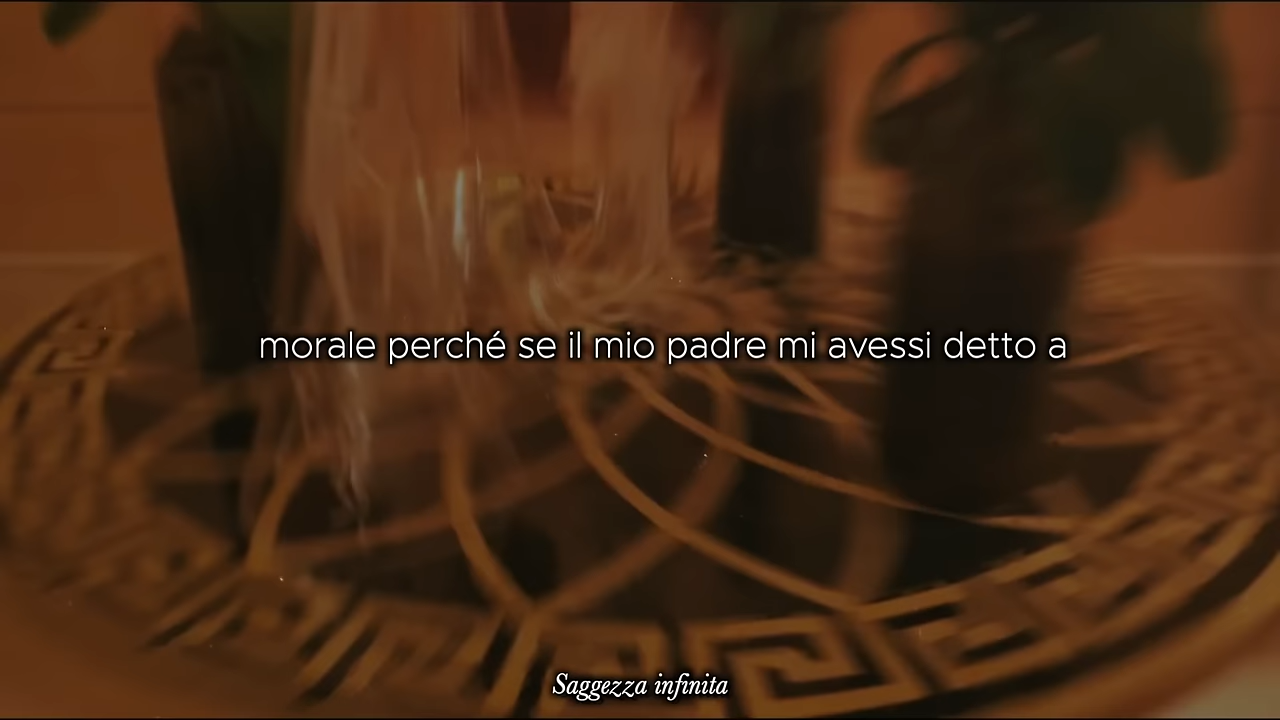 morale perché se il mio padre mi avessi detto a
Saggezza infinita